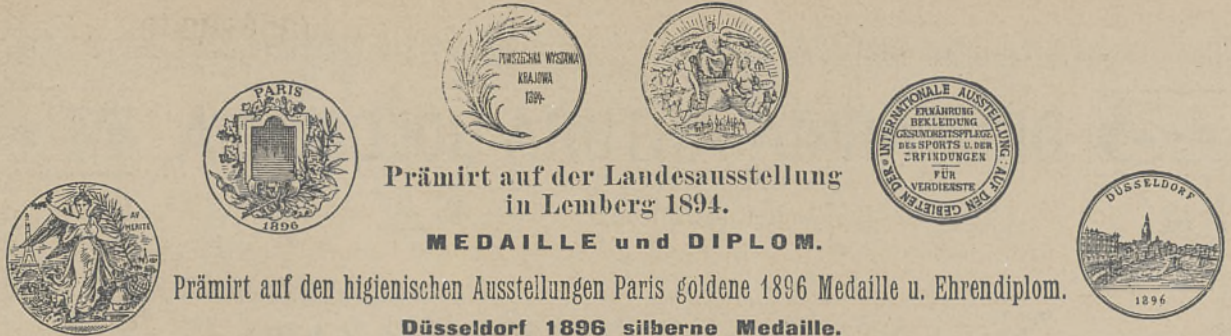 POWSZECHNA WYSTAWA
KRAJOWA
1894
PARIS
1896
INTERNATIONALE AUSSTELLUNG AUF DEN GEBIETEN DER
ERNÄHRUNG
BEKLEIDUNG
GESUNDHEITSPFLEGE
DES SPORTS U. DER
ERFINDUNGEN
FÜR
VERDIENSTE
AU
MERITE
DÜSSELDORF
1896
Prämirt auf der Landesausstellung
in Lemberg 1894.
MEDAILLE und DIPLOM.
Prämirt auf den higienischen Ausstellungen Paris goldene 1896 Medaille u. Ehrendiplom.
Düsseldorf 1896 silberne Medaille.